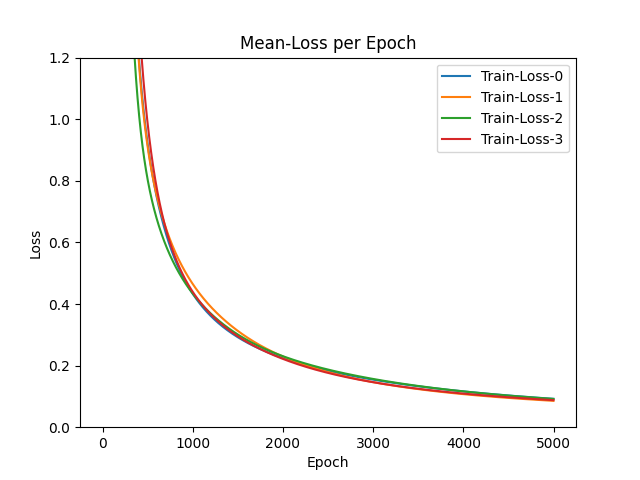 Mean-Loss per Epoch
1.2
1.0
0.8
0.6
0.4
0.2
0.0
Loss
Train-Loss-0
Train-Loss-1
Train-Loss-2
Train-Loss-3
0 1000 2000 3000 4000 5000
Epoch